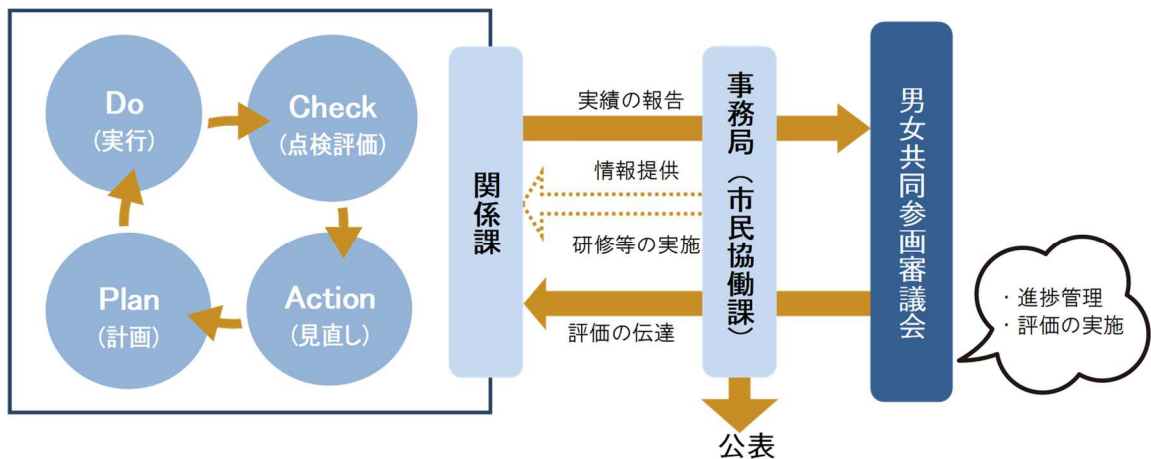 Do
(実行)
Check
(点検評価)
Plan
(計画)
Action
(見直し)
関係課
実績の報告
情報提供
研修等の実施
評価の伝達
事務局(市民協働課)
公表
男女共同参画審議会
・進捗管理
・評価の実施